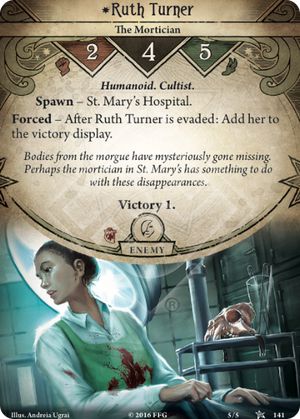 *Ruth Turner
The Mortician
2 4 5
Humanoid. Cultist.
Spawn – St. Mary's Hospital.
Forced – After Ruth Turner is evaded: Add her to
the victory display.
Bodies from the morgue have mysteriously gone missing.
Perhaps the mortician in St. Mary's has something to do
with these disappearances.
Victory 1.
ENEMY
®
Illus. Andreia Ugrai © 2016 FFG 5/5 141